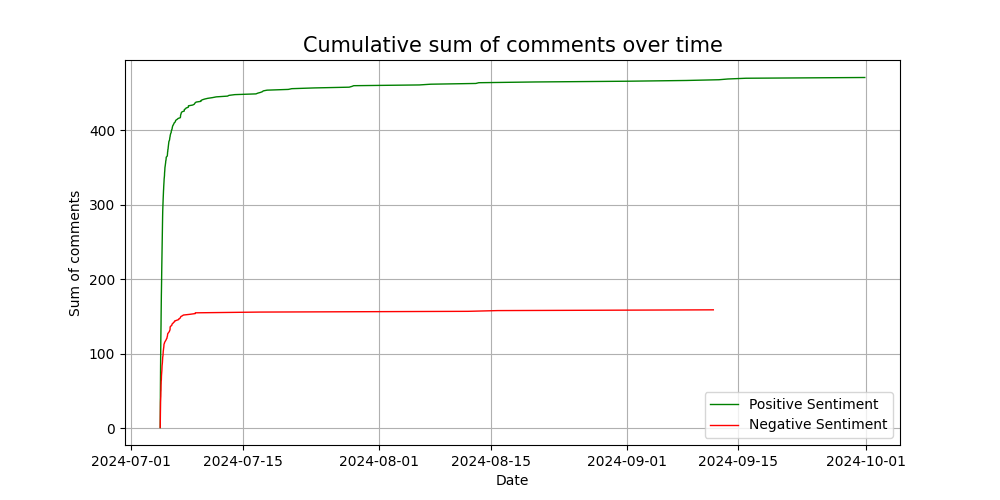 Cumulative sum of comments over time
Sum of comments
400
300
200
100
0
2024-07-01 2024-07-15 2024-08-01 2024-08-15 2024-09-01 2024-09-15 2024-10-01
Date
Positive Sentiment
Negative Sentiment